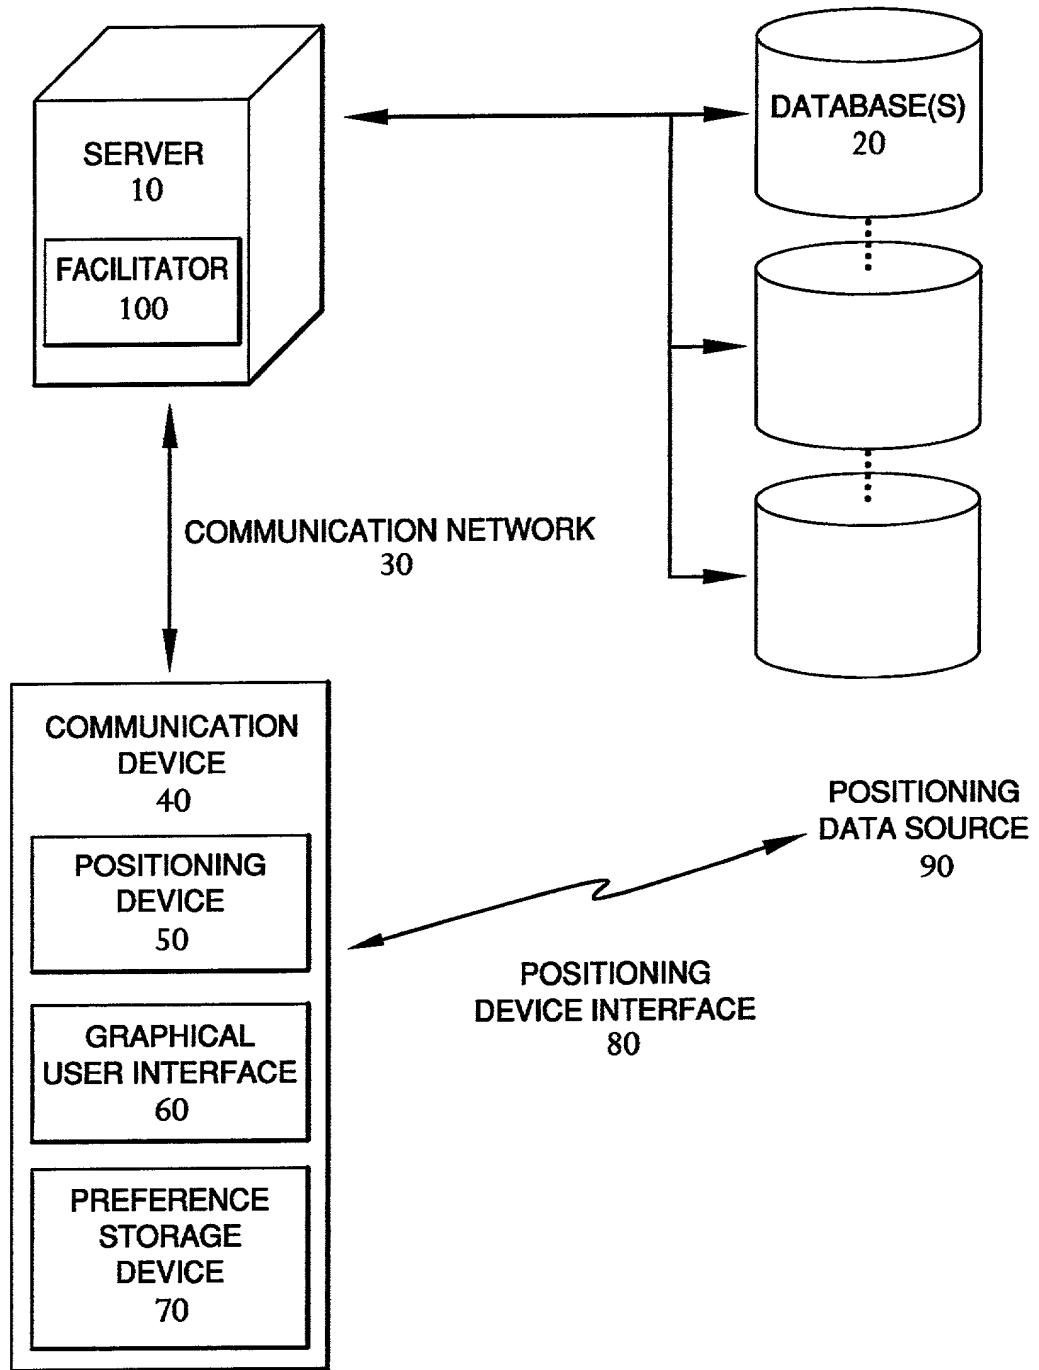 SERVER
10
FACILITATOR
100
DATABASE(S)
20
COMMUNICATION NETWORK
30
COMMUNICATION
DEVICE
40
POSITIONING
DEVICE
50
GRAPHICAL
USER INTERFACE
60
PREFERENCE
STORAGE
DEVICE
70
POSITIONING
DEVICE INTERFACE
80
POSITIONING
DATA SOURCE
90